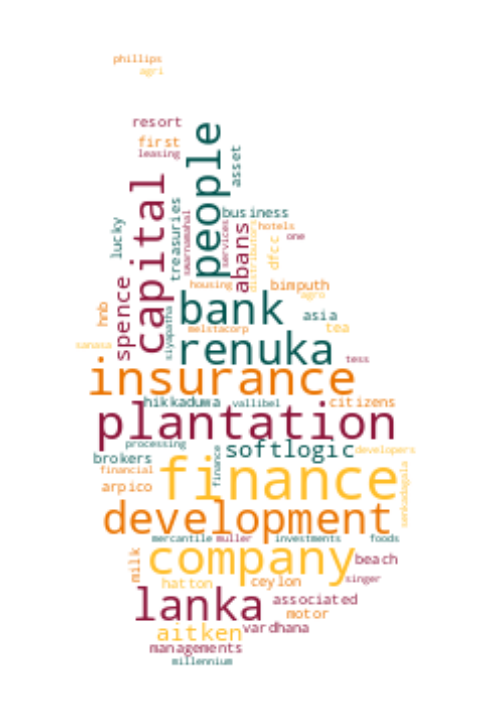 phillips
agri
resort
first
leasing
people
asset
capital
treasuries
swarnamahal
business
services
abans
distributors
hotels
dfcc
one
lucky
spence
housing
bimputh
agro
hnb
bank
siyapatha
melstacorp
asia
tea
sanasa
renuka
tess
insurance
hikkaduwa
vallibel
citizens
plantation
processing
softlogic
developers
brokers
finance
financial
finance
senkadagala
arpico
development
mercantile
muller
investments
foods
milk
company
beach
hatton
ceylon
singer
lanka
associated
motor
aitken
vardhana
managements
millennium